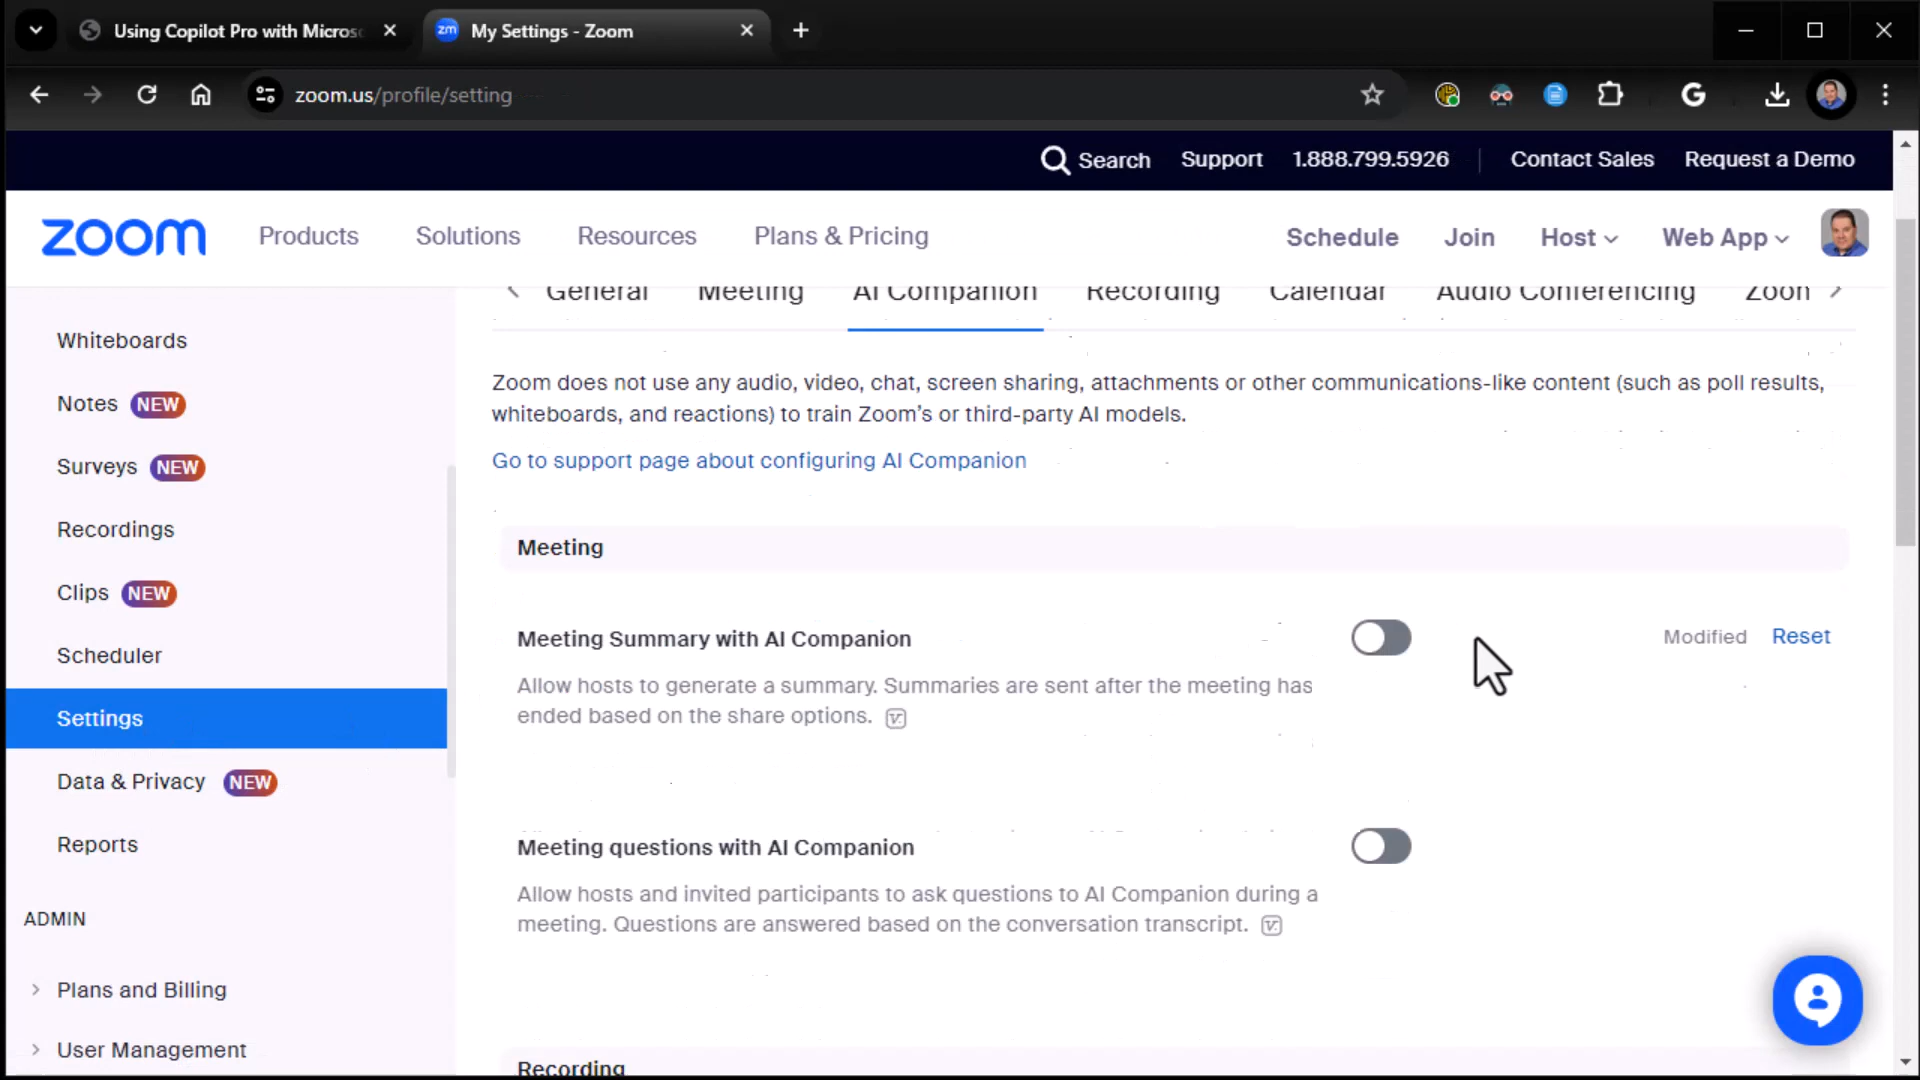 Using Copilot Pro with Micros
My Settings - Zoom
zoom.us/profile/setting
Search Support 1.888.799.5926 Contact Sales Request a Demo
zoom Products Solutions Resources Plans & Pricing Schedule Join Host Web App
General Meeting AI Companion Recording Calendar Audio Conferencing Zoon
Whiteboards
Notes NEW
Surveys NEW
Recordings
Clips NEW
Scheduler
Settings
Data & Privacy NEW
Reports
ADMIN
Plans and Billing
User Management
Zoom does not use any audio, video, chat, screen sharing, attachments or other communications-like content (such as poll results,
whiteboards, and reactions) to train Zoom's or third-party AI models.
Go to support page about configuring AI Companion
Meeting
Meeting Summary with AI Companion
Modified Reset
Allow hosts to generate a summary. Summaries are sent after the meeting has
ended based on the share options.
Meeting questions with AI Companion
Allow hosts and invited participants to ask questions to AI Companion during a
meeting. Questions are answered based on the conversation transcript.
Recording